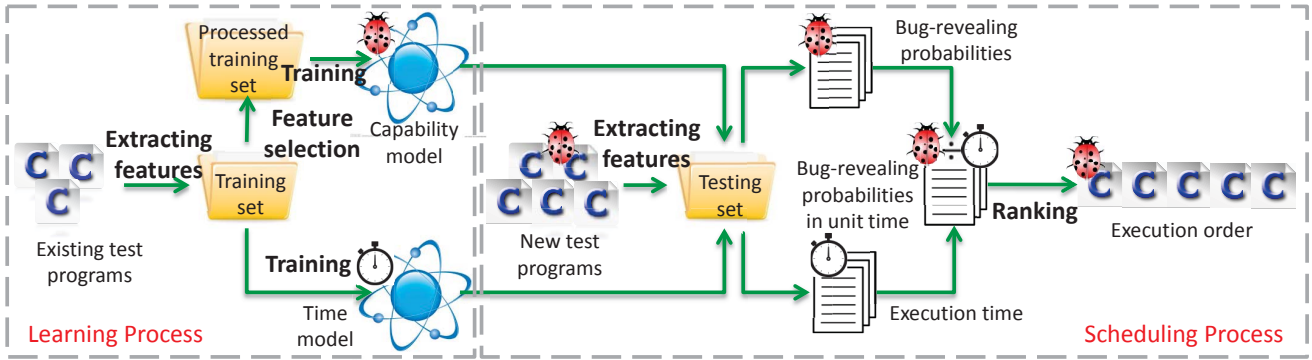 Processed
training
set
Training
Capability
model
Feature
selection
Extracting
features
C
C
C
Training
set
Existing test
programs
Training
Time
model
Learning Process
Extracting
features
C
C
C
C
C
New test
programs
Testing
set
Bug-revealing
probabilities
Bug-revealing
probabilities
in unit time
÷
Execution time
Ranking
C
C
C
C
C
Execution order
Scheduling Process